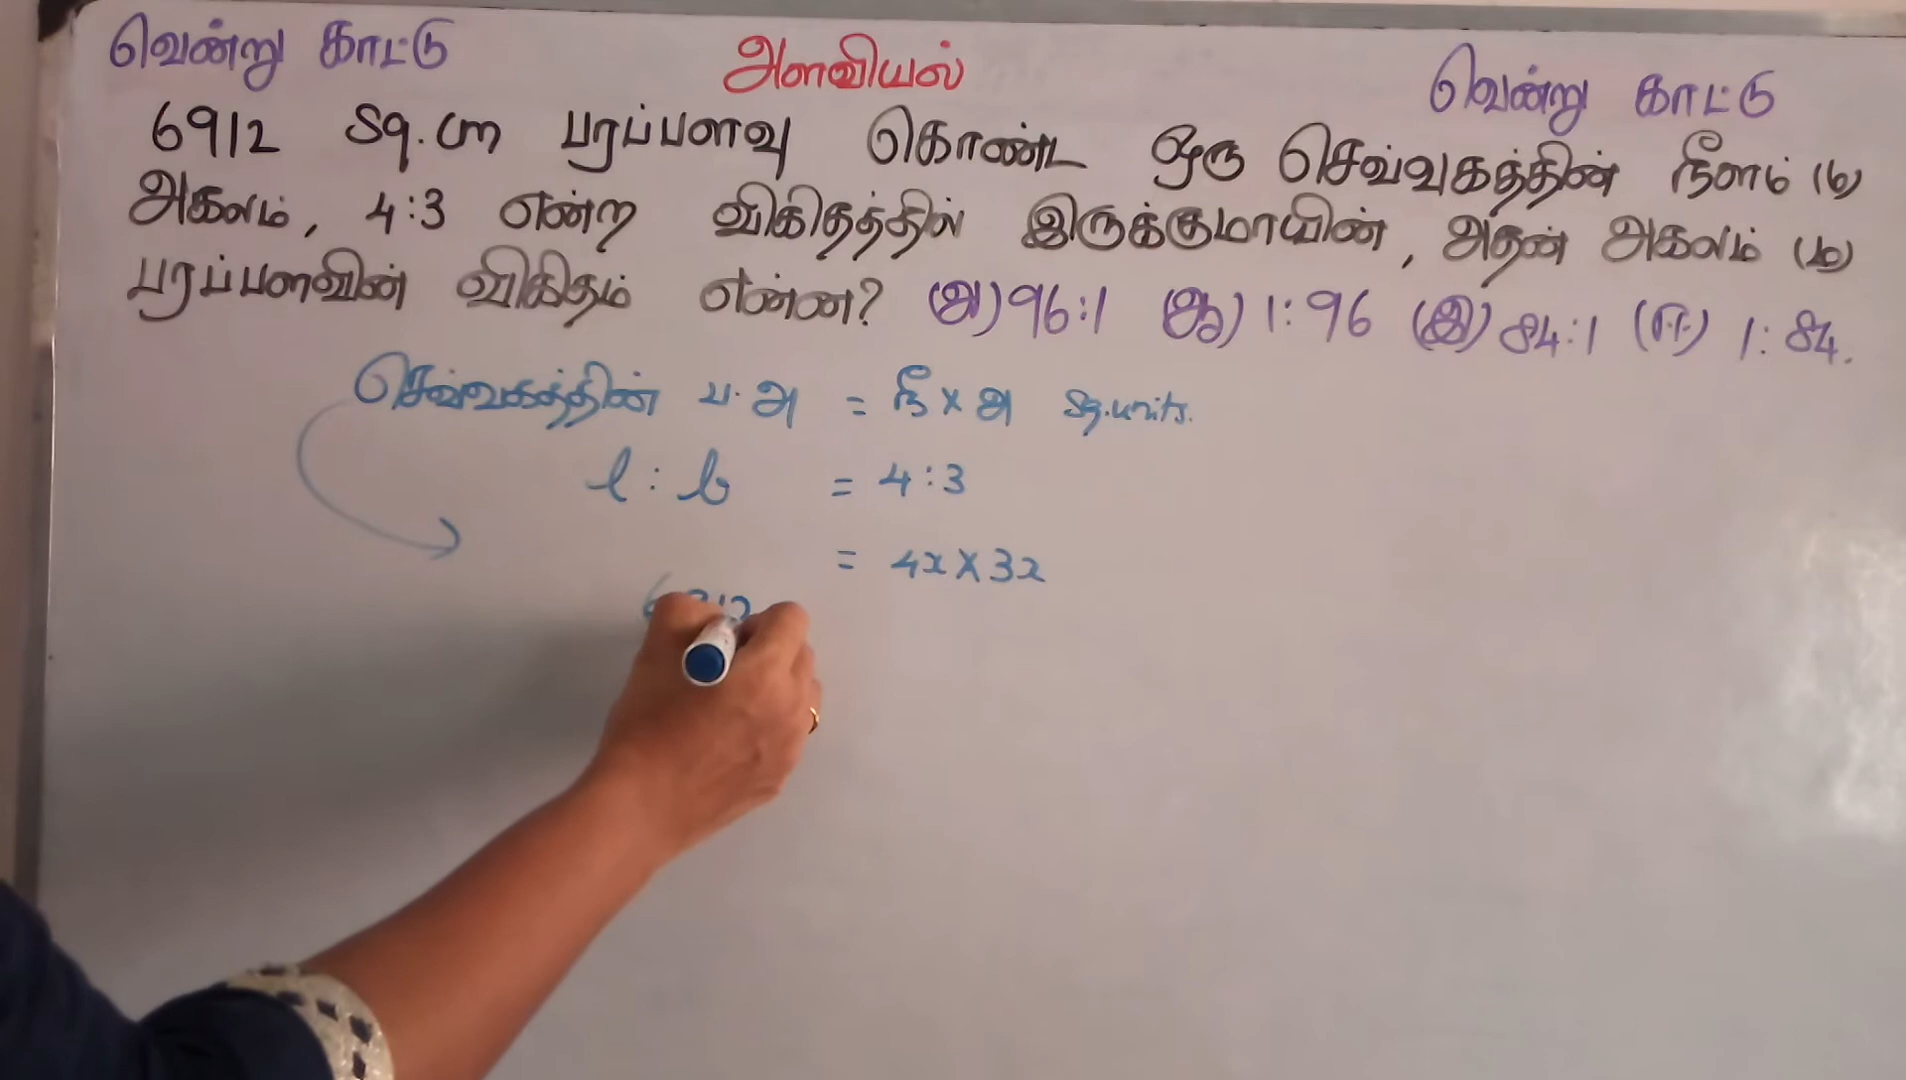 வென்று காட்டு அளவியல் வென்று காட்டு
6912 Sq.cm பரப்பளவு கொண்ட ஒரு செவ்வகத்தின் நீளம் (ம)
அகலம், 4:3 என்ற விகிதத்தில் இருக்குமாயின், அதன் அகலம் (ம)
பரப்பளவின் விகிதம் என்ன? (அ) 96:1 (ஆ) 1:96 (இ) 84:1 (ஈ) 1:84.
செவ்வகத்தின் ப.அ = நீ × அ sq.units.
l : b = 4:3
= 4x × 3x
6912